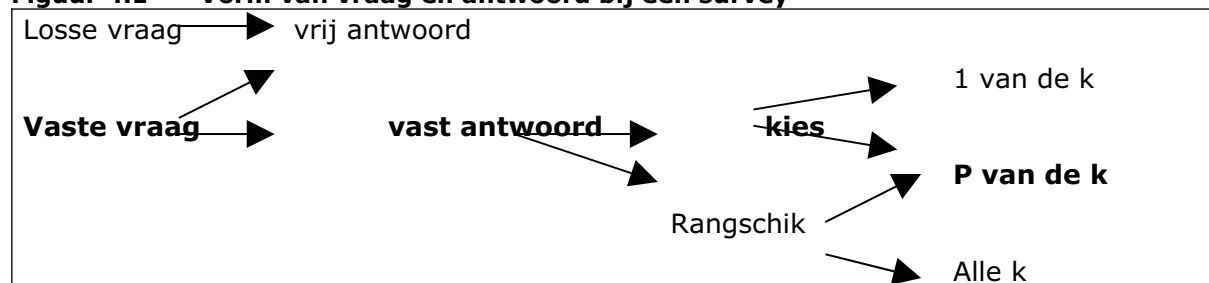 Figuur 4.1 Vorm van vraag en antwoord bij een survey
Losse vraag vrij antwoord
1 van de k
Vaste vraag vast antwoord kies
P van de k
Rangschik
Alle k